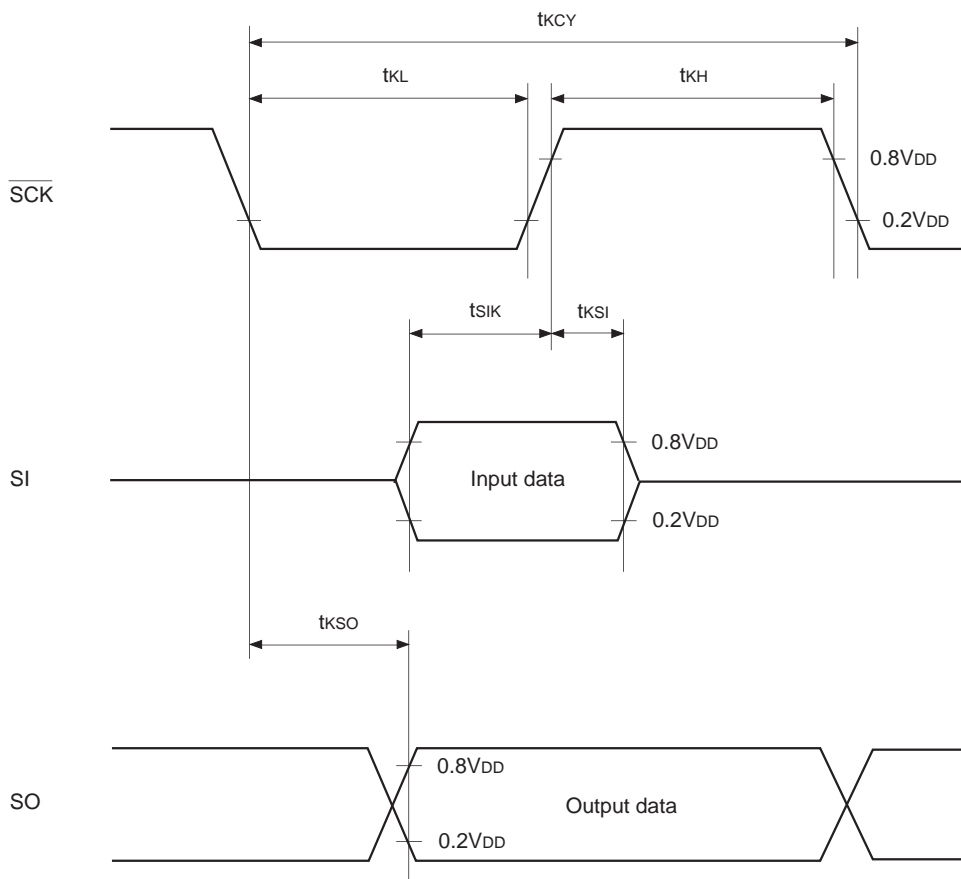 tKCY
tKL
tKH
SCK
0.8VDD
0.2VDD
tSIK
tKSI
SI
Input data
0.8VDD
0.2VDD
tKSO
SO
0.8VDD
Output data
0.2VDD